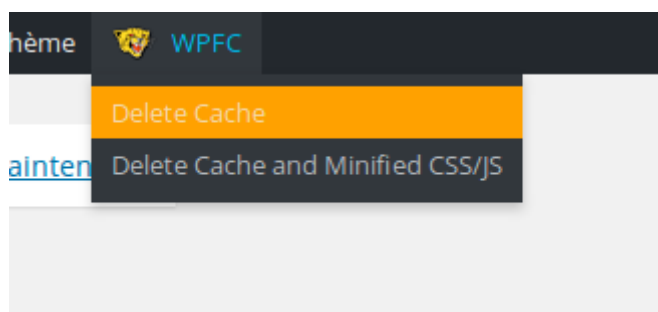 hème WPFC
Delete Cache
ainten
Delete Cache and Minified CSS/JS